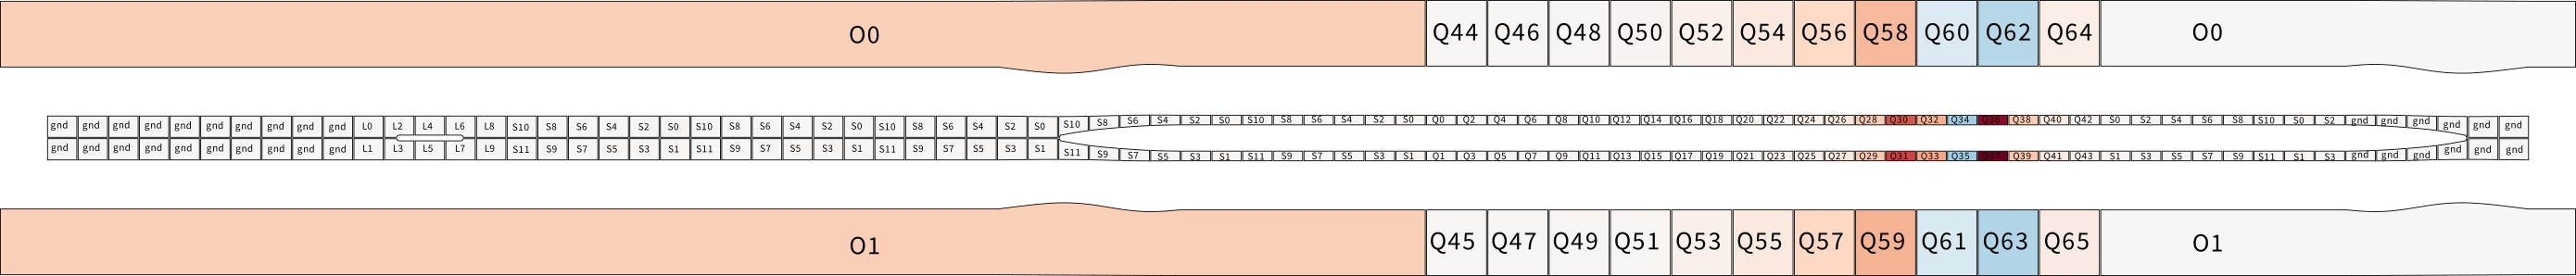 O0 Q44 Q46 Q48 Q50 Q52 Q54 Q56 Q58 Q60 Q62 Q64 O0
gnd gnd gnd gnd gnd gnd gnd gnd gnd gnd L0 L2 L4 L6 L8 S10 S8 S6 S4 S2 S0 S10 S8 S6 S4 S2 S0 S10 S8 S6 S4 S2 S0 S10 S8 S6 S4 S2 S0 S10 S8 S6 S4 S2 S0 Q0 Q2 Q4 Q6 Q8 Q10 Q12 Q14 Q16 Q18 Q20 Q22 Q24 Q26 Q28 Q30 Q32 Q34 Q36 Q38 Q40 Q42 S0 S2 S4 S6 S8 S10 S0 S2 gnd gnd gnd gnd gnd gnd
gnd gnd gnd gnd gnd gnd gnd gnd gnd gnd L1 L3 L5 L7 L9 S11 S9 S7 S5 S3 S1 S11 S9 S7 S5 S3 S1 S11 S9 S7 S5 S3 S1 S11 S9 S7 S5 S3 S1 S11 S9 S7 S5 S3 S1 Q1 Q3 Q5 Q7 Q9 Q11 Q13 Q15 Q17 Q19 Q21 Q23 Q25 Q27 Q29 Q31 Q33 Q35 Q37 Q39 Q41 Q43 S1 S3 S5 S7 S9 S11 S1 S3 gnd gnd gnd gnd gnd gnd
O1 Q45 Q47 Q49 Q51 Q53 Q55 Q57 Q59 Q61 Q63 Q65 O1